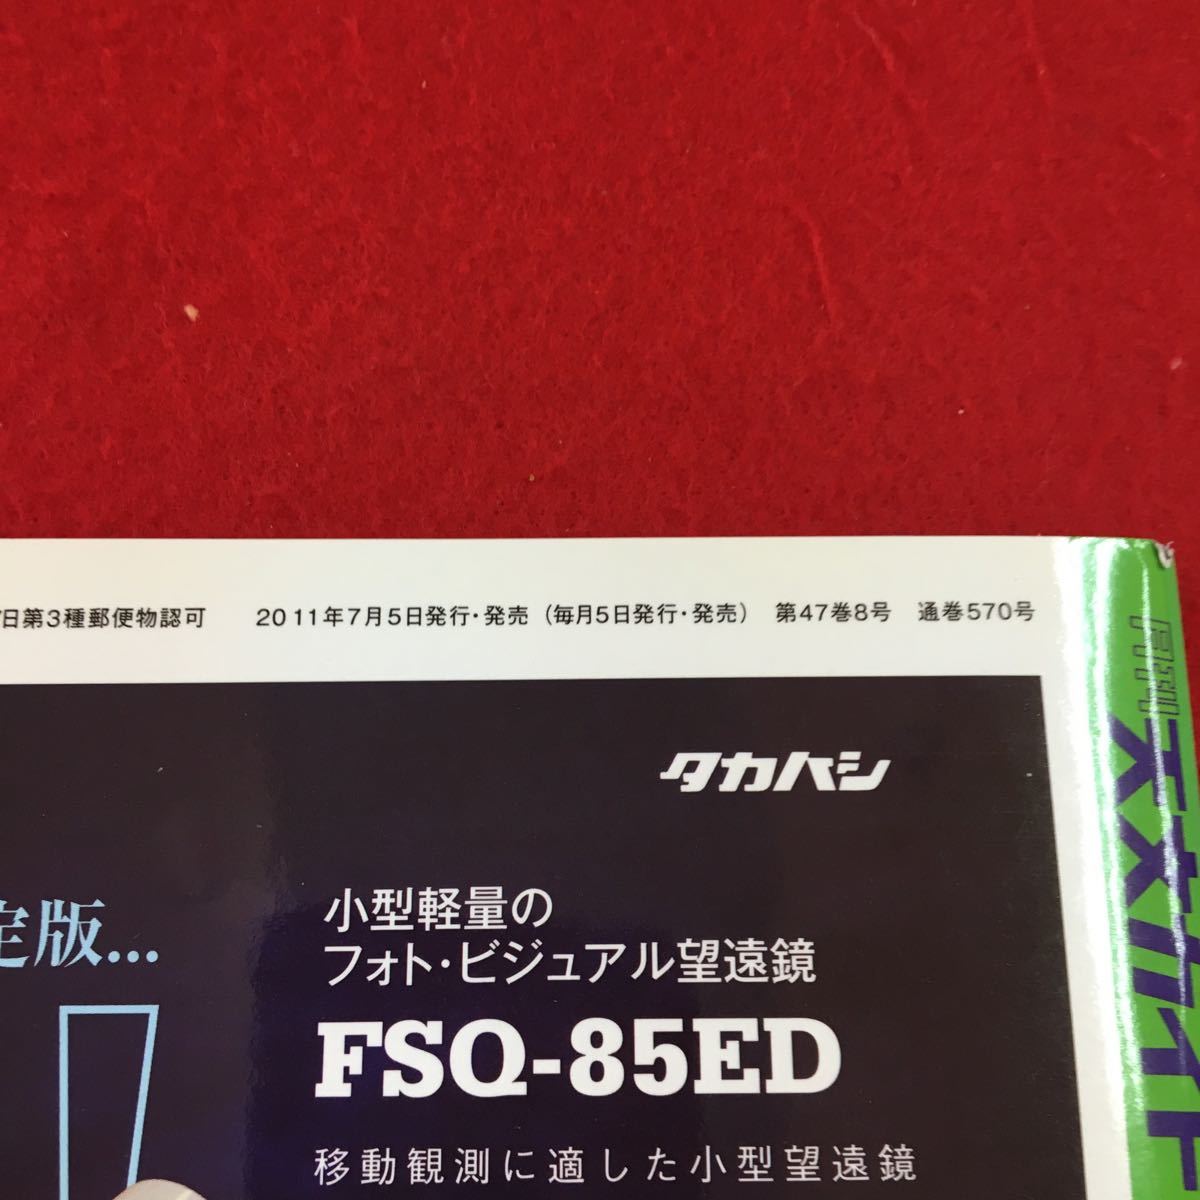 日第3種郵便物認可 2011年7月5日発行・発売（毎月5日発行・発売） 第47巻8号 通巻570号
タカハシ
定版...
小型軽量の
フォト・ビジュアル望遠鏡
FSQ-85ED
移動観測に適した小型望遠鏡
月刊 天文ガイド